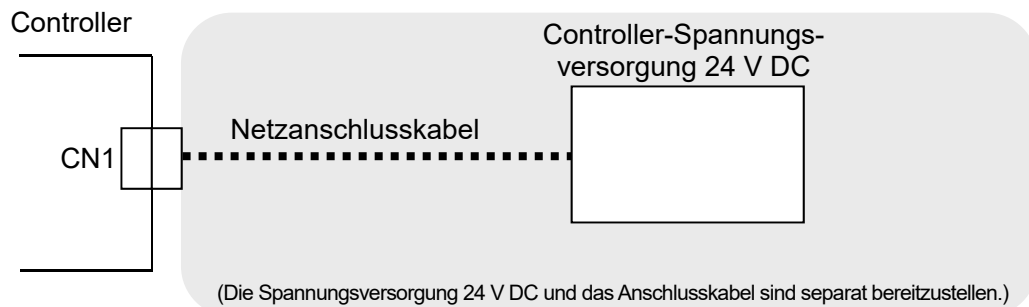 Controller
Controller-Spannungs-
versorgung 24 V DC
Netzanschlusskabel
CN1
(Die Spannungsversorgung 24 V DC und das Anschlusskabel sind separat bereitzustellen.)